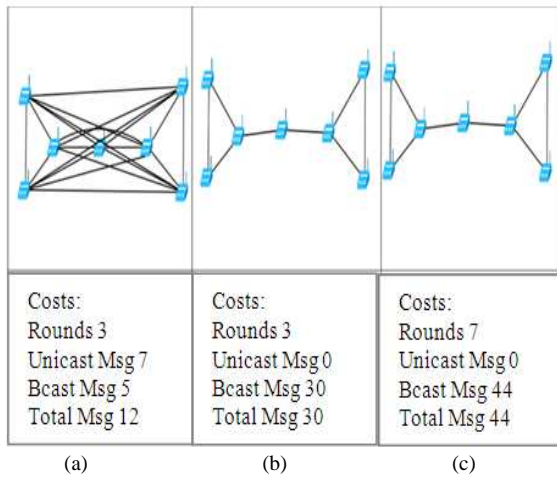 Costs:
Rounds 3
Unicast Msg 7
Bcast Msg 5
Total Msg 12
Costs:
Rounds 3
Unicast Msg 0
Bcast Msg 30
Total Msg 30
Costs:
Rounds 7
Unicast Msg 0
Bcast Msg 44
Total Msg 44
(a)
(b)
(c)